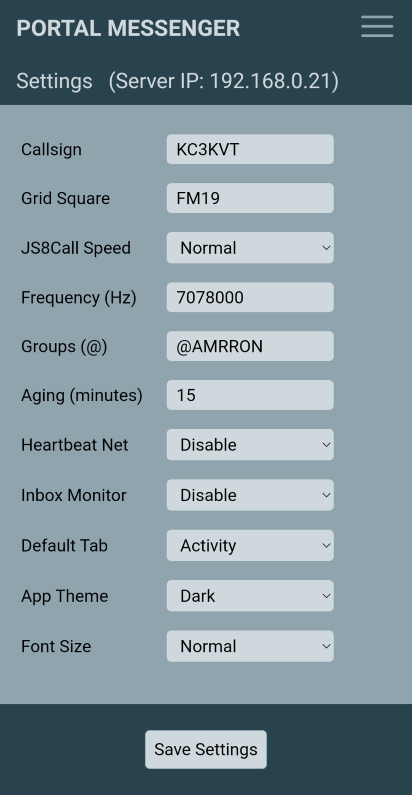 PORTAL MESSENGER
Settings (Server IP: 192.168.0.21)
Callsign KC3KVT
Grid Square FM19
JS8Call Speed Normal
Frequency (Hz) 7078000
Groups (@) @AMRRON
Aging (minutes) 15
Heartbeat Net Disable
Inbox Monitor Disable
Default Tab Activity
App Theme Dark
Font Size Normal
Save Settings